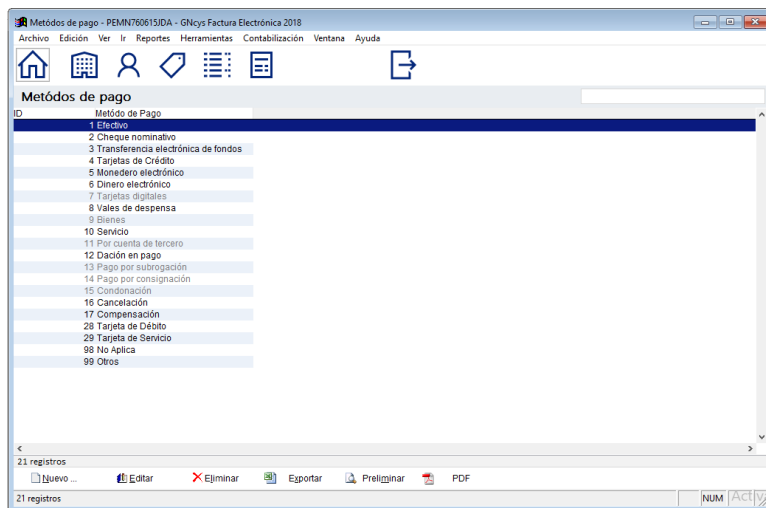 Metódos de pago - PEMN760615JDA - GNcys Factura Electrónica 2018
Archivo Edición Ver Ir Reportes Herramientas Contabilización Ventana Ayuda
Metódos de pago
ID Metódo de Pago
1 Efectivo
2 Cheque nominativo
3 Transferencia electrónica de fondos
4 Tarjetas de Crédito
5 Monedero electrónico
6 Dinero electrónico
7 Tarjetas digitales
8 Vales de despensa
9 Bienes
10 Servicio
11 Por cuenta de tercero
12 Dación en pago
13 Pago por subrogación
14 Pago por consignación
15 Condonación
16 Cancelación
17 Compensación
28 Tarjeta de Débito
29 Tarjeta de Servicio
98 No Aplica
99 Otros
21 registros
Nuevo ... Editar Eliminar Exportar Preliminar PDF
21 registros NUM Activ